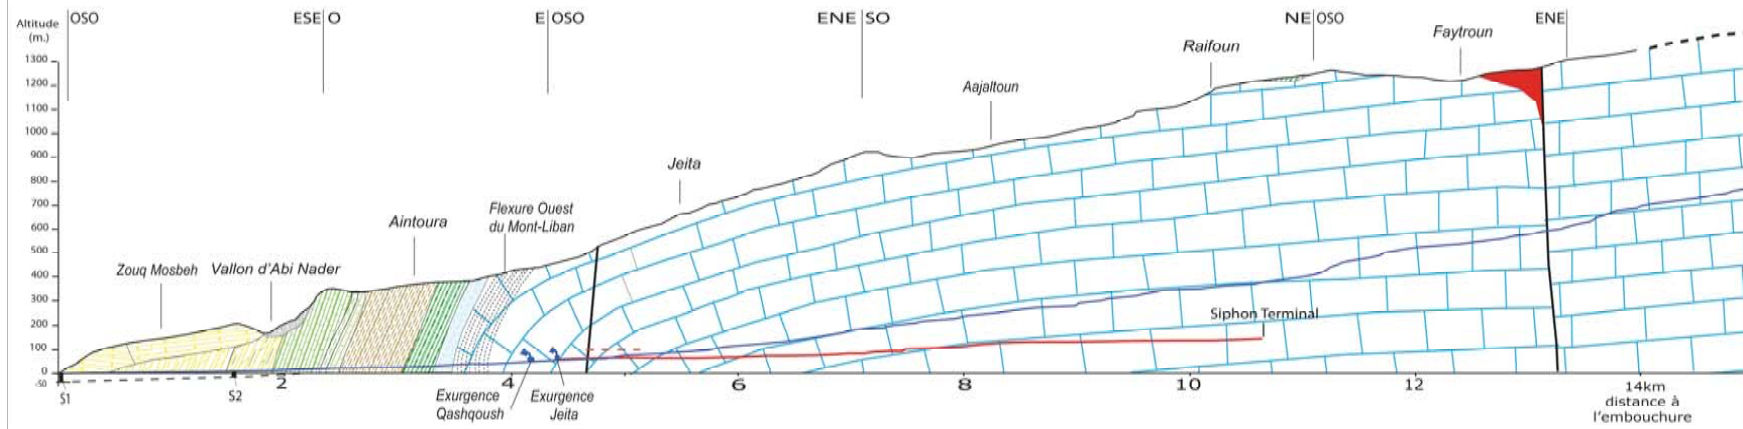 Altitude
(m.)
OSO
ESE O
E OSO
ENE SO
NE OSO
ENE
1300
1200
1100
1000
900
800
700
600
500
400
300
200
100
0
-50
Zouq Mosbeh
Vallon d'Abi Nader
Aintoura
Flexure Ouest
du Mont-Liban
Jeita
Aajaltoun
Raifoun
Faytroun
Siphon Terminal
S1
S2
2
4
6
8
10
12
14km
distance à
l'embouchure
Exurgence
Qashqoush
Exurgence
Jeita